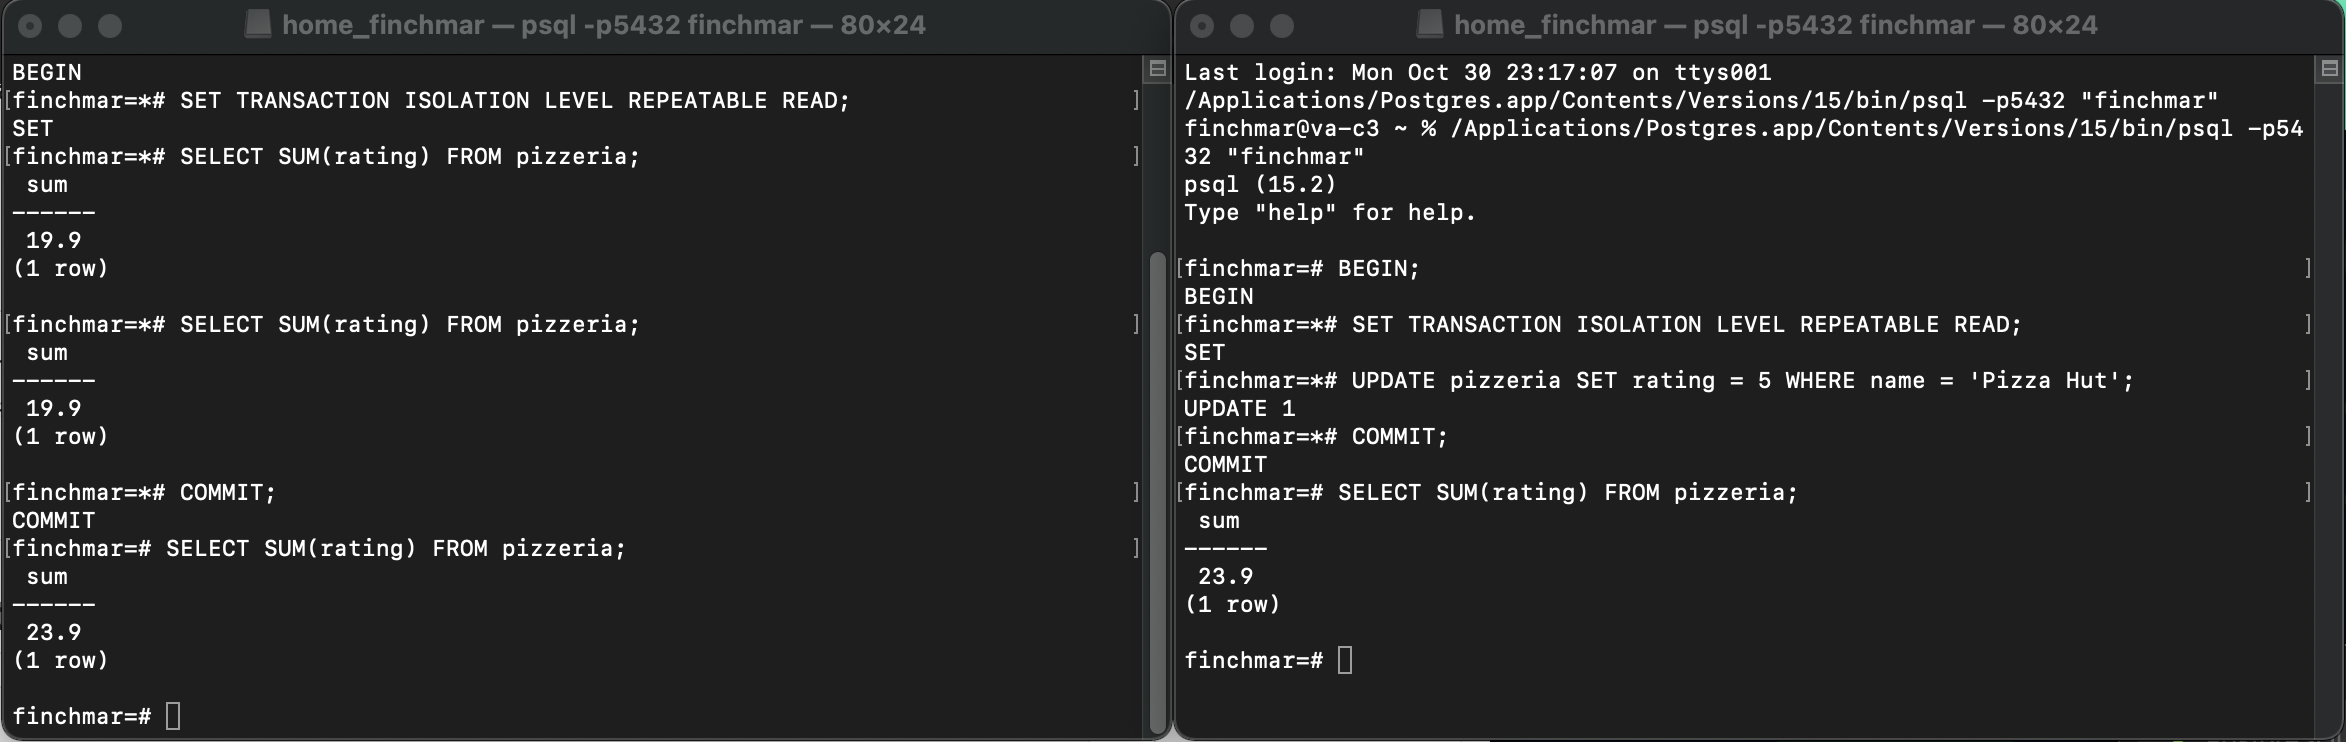 home_finchmar — psql -p5432 finchmar — 80×24
BEGIN
[finchmar=*# SET TRANSACTION ISOLATION LEVEL REPEATABLE READ; ]
SET
[finchmar=*# SELECT SUM(rating) FROM pizzeria; ]
sum
------
19.9
(1 row)
[finchmar=*# SELECT SUM(rating) FROM pizzeria; ]
sum
------
19.9
(1 row)
[finchmar=*# COMMIT; ]
COMMIT
[finchmar=# SELECT SUM(rating) FROM pizzeria; ]
sum
------
23.9
(1 row)
finchmar=#
home_finchmar — psql -p5432 finchmar — 80×24
Last login: Mon Oct 30 23:17:07 on ttys001
/Applications/Postgres.app/Contents/Versions/15/bin/psql -p5432 "finchmar"
finchmar@va-c3 ~ % /Applications/Postgres.app/Contents/Versions/15/bin/psql -p54
32 "finchmar"
psql (15.2)
Type "help" for help.
[finchmar=# BEGIN; ]
BEGIN
[finchmar=*# SET TRANSACTION ISOLATION LEVEL REPEATABLE READ; ]
SET
[finchmar=*# UPDATE pizzeria SET rating = 5 WHERE name = 'Pizza Hut'; ]
UPDATE 1
[finchmar=*# COMMIT; ]
COMMIT
[finchmar=# SELECT SUM(rating) FROM pizzeria; ]
sum
------
23.9
(1 row)
finchmar=#